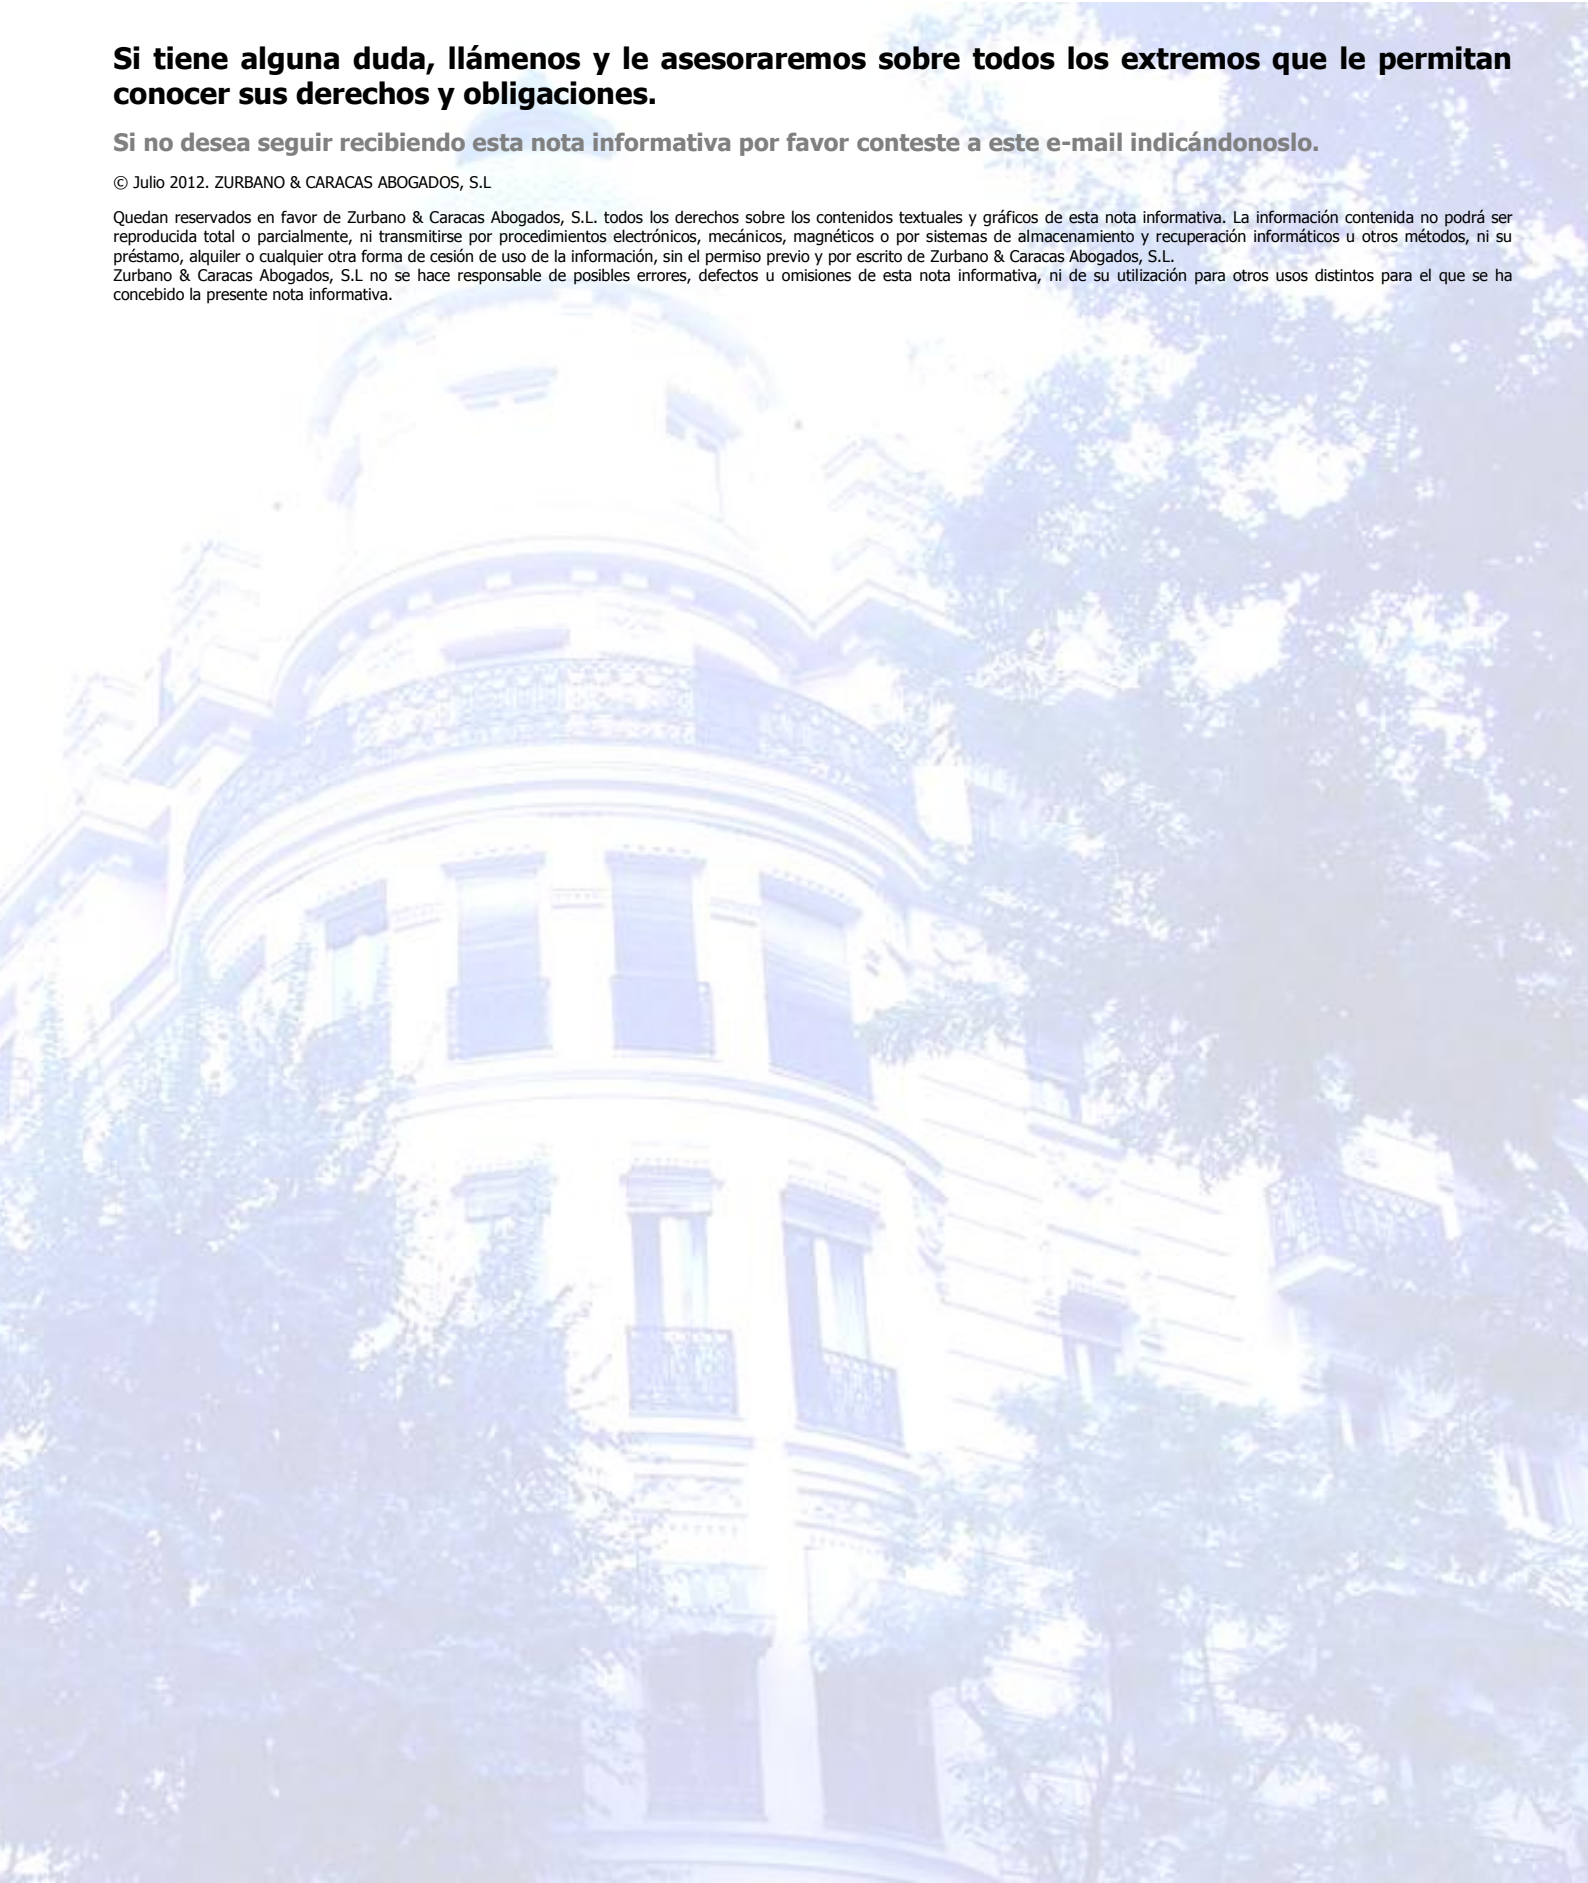 Si tiene alguna duda, llámenos y le asesoraremos sobre todos los extremos que le permitan
conocer sus derechos y obligaciones.
Si no desea seguir recibiendo esta nota informativa por favor conteste a este e-mail indicándonoslo.
© Julio 2012. ZURBANO & CARACAS ABOGADOS, S.L
Quedan reservados en favor de Zurbano & Caracas Abogados, S.L. todos los derechos sobre los contenidos textuales y gráficos de esta nota informativa. La información contenida no podrá ser
reproducida total o parcialmente, ni transmitirse por procedimientos electrónicos, mecánicos, magnéticos o por sistemas de almacenamiento y recuperación informáticos u otros métodos, ni su
préstamo, alquiler o cualquier otra forma de cesión de uso de la información, sin el permiso previo y por escrito de Zurbano & Caracas Abogados, S.L.
Zurbano & Caracas Abogados, S.L no se hace responsable de posibles errores, defectos u omisiones de esta nota informativa, ni de su utilización para otros usos distintos para el que se ha
concebido la presente nota informativa.